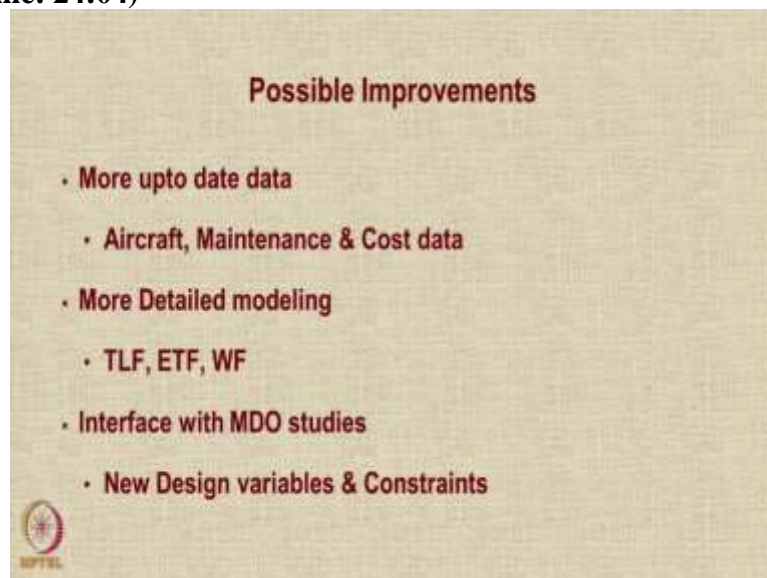 Possible Improvements
· More upto date data
· Aircraft, Maintenance & Cost data
· More Detailed modeling
· TLF, ETF, WF
· Interface with MDO studies
· New Design variables & Constraints
NPTEL